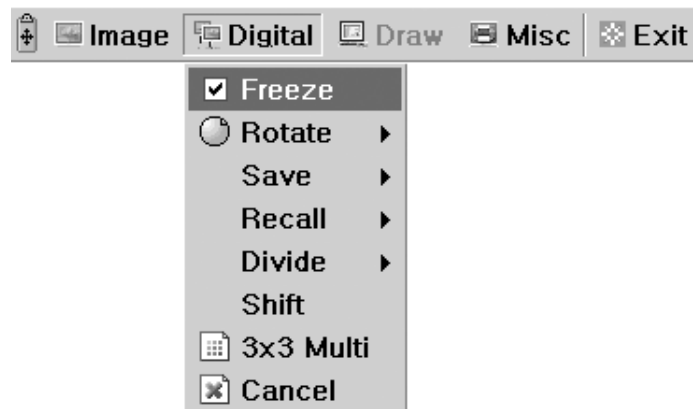 Image Digital Draw Misc Exit
Freeze
Rotate
Save
Recall
Divide
Shift
3x3 Multi
Cancel